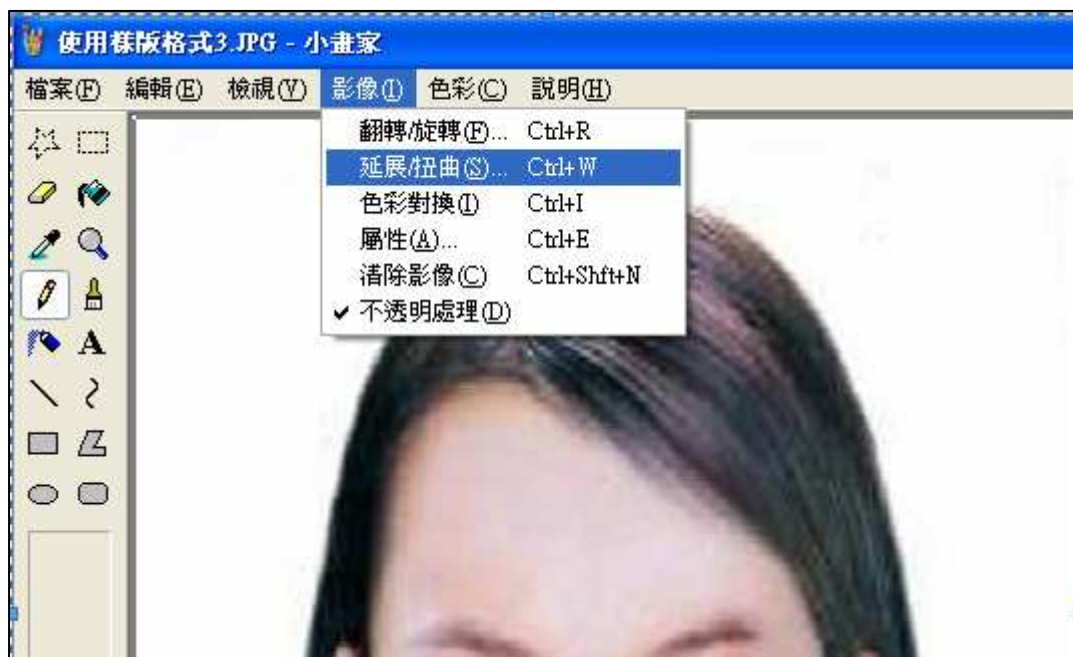 使用樣版格式3.JPG - 小畫家
檔案(F) 編輯(E) 檢視(V) 影像(I) 色彩(C) 說明(H)
翻轉/旋轉(F)... Ctrl+R
延展/扭曲(S)... Ctrl+W
色彩對換(I) Ctrl+I
屬性(A)... Ctrl+E
清除影像(C) Ctrl+Shft+N
不透明處理(D)
A